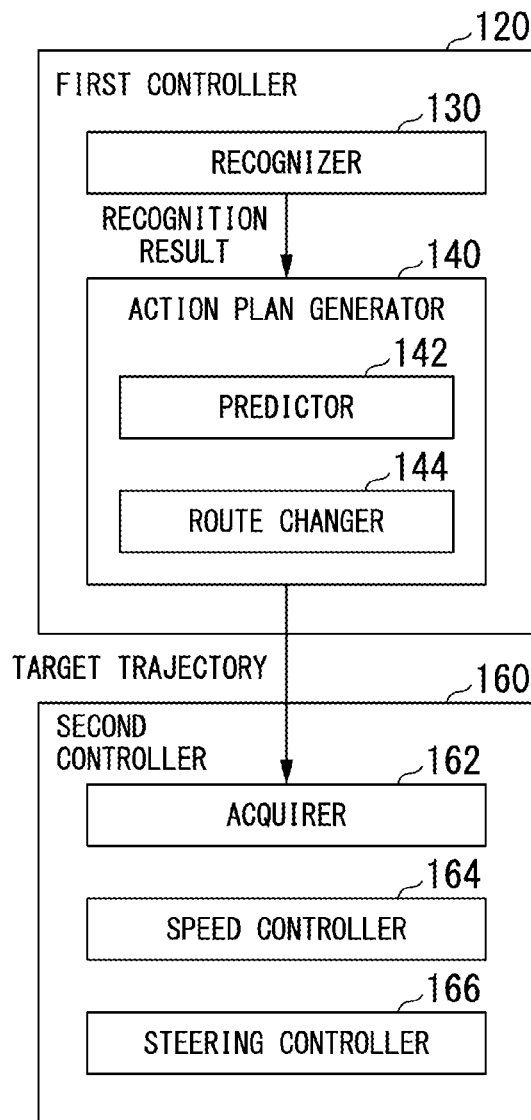 120
FIRST CONTROLLER
130
RECOGNIZER
RECOGNITION
RESULT
140
ACTION PLAN GENERATOR
142
PREDICTOR
144
ROUTE CHANGER
TARGET TRAJECTORY
160
SECOND
CONTROLLER
162
ACQUIRER
164
SPEED CONTROLLER
166
STEERING CONTROLLER